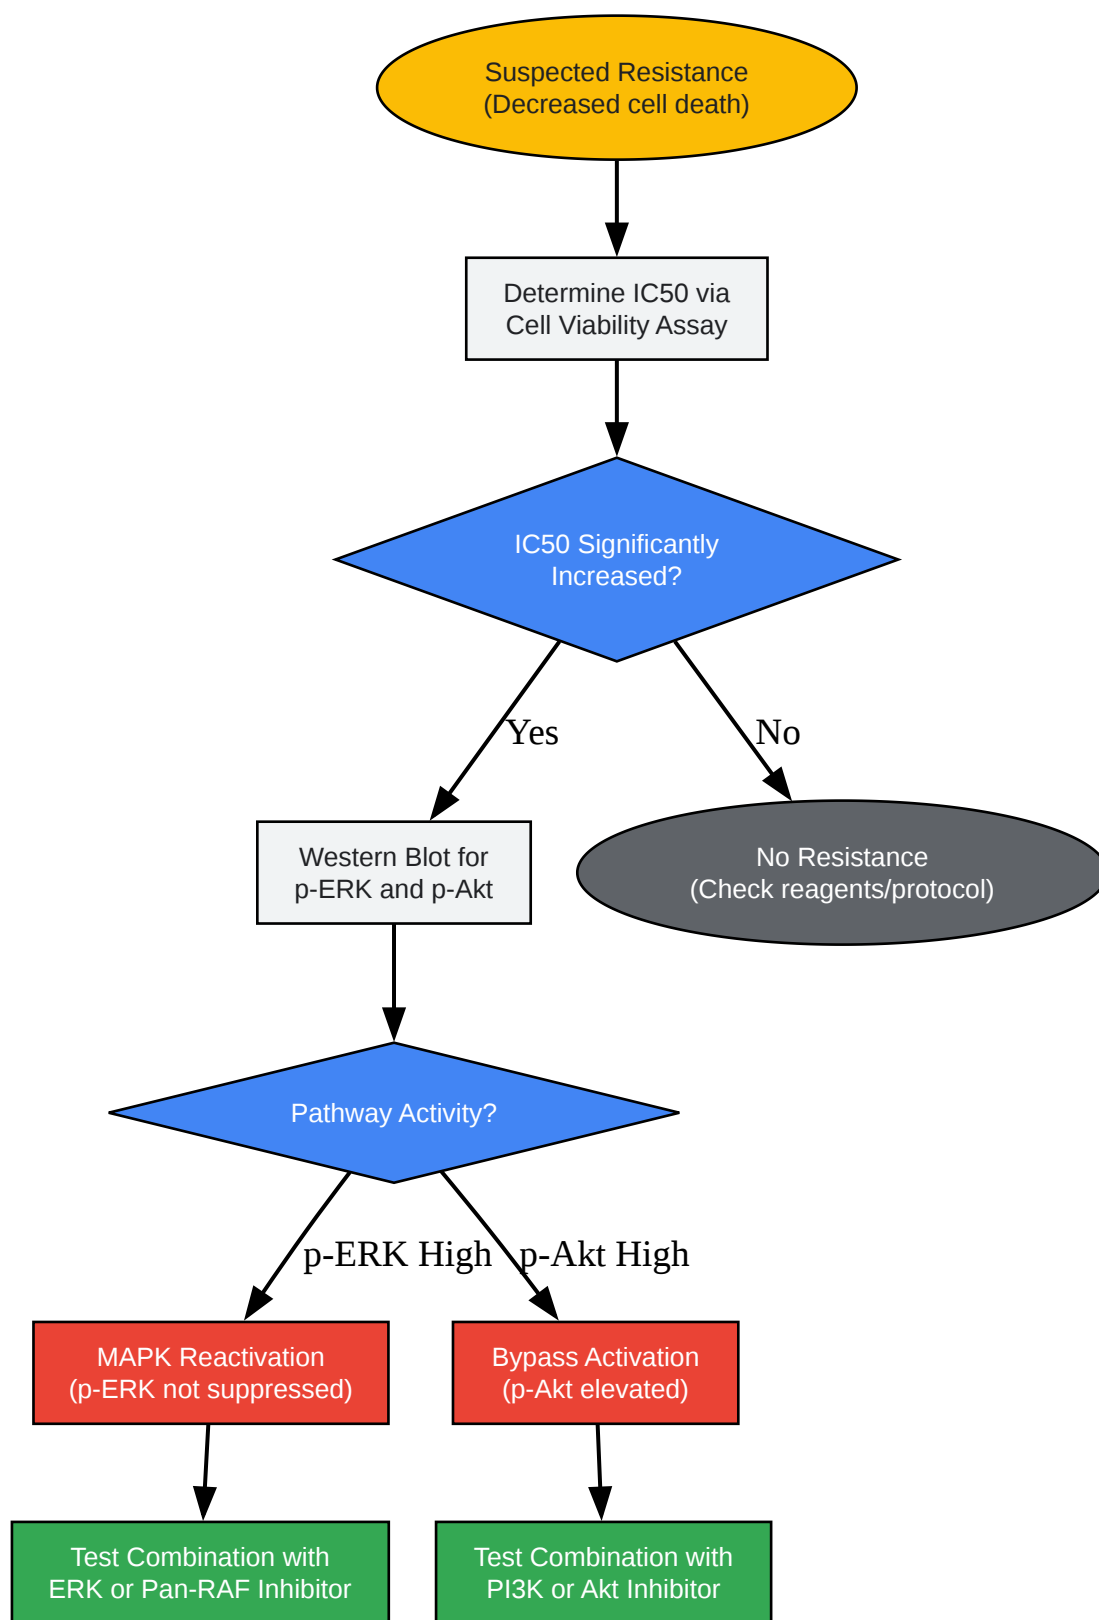 Suspected Resistance
(Decreased cell death)
Determine IC50 via
Cell Viability Assay
IC50 Significantly
Increased?
Yes
No
Western Blot for
p-ERK and p-Akt
No Resistance
(Check reagents/protocol)
Pathway Activity?
p-ERK High
p-Akt High
MAPK Reactivation
(p-ERK not suppressed)
Bypass Activation
(p-Akt elevated)
Test Combination with
ERK or Pan-RAF Inhibitor
Test Combination with
PI3K or Akt Inhibitor